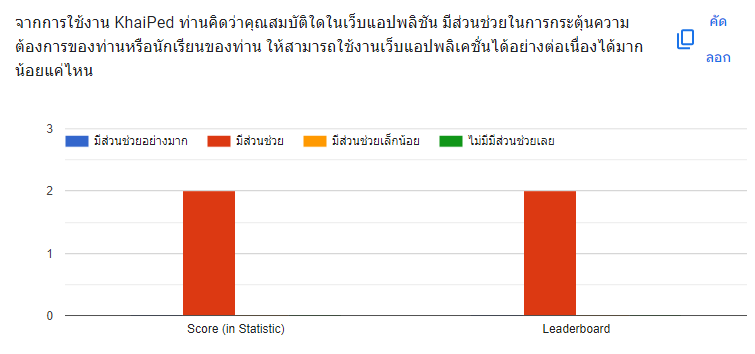 จากการใช้งาน KhaiPed ท่านคิดว่าคุณสมบัติใดในเว็บแอปพลิชัน มีส่วนช่วยในการกระตุ้นความ
ต้องการของท่านหรือนักเรียนของท่าน ให้สามารถใช้งานเว็บแอปพลิเคชั่นได้อย่างต่อเนื่องได้มาก
น้อยแค่ไหน
คัด
ลอก
3
มีส่วนช่วยอย่างมาก มีส่วนช่วย มีส่วนช่วยเล็กน้อย ไม่มีมีส่วนช่วยเลย
2
1
0
Score (in Statistic) Leaderboard